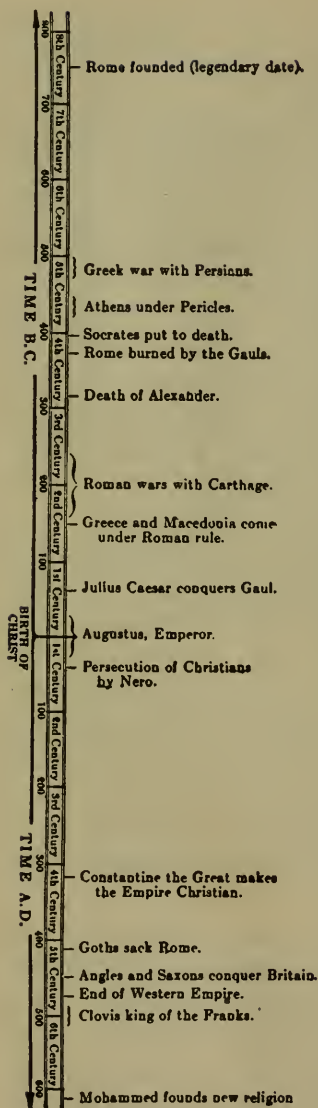 800
8th Century
Rome founded (legendary date).
700
7th Century
600
6th Century
500
5th Century
Greek war with Persians.
TIME B.C.
Athens under Pericles.
400
Socrates put to death.
4th Century
Rome burned by the Gauls.
Death of Alexander.
300
3rd Century
Roman wars with Carthage.
200
2nd Century
Greece and Macedonia come
under Roman rule.
100
1st Century
Julius Caesar conquers Gaul.
BIRTH OF
CHRIST
Augustus, Emperor.
1st Century
Persecution of Christians
by Nero.
100
2nd Century
200
3rd Century
TIME A.D.
300
4th Century
Constantine the Great makes
the Empire Christian.
400
5th Century
Goths sack Rome.
Angles and Saxons conquer Britain.
End of Western Empire.
500
Clovis king of the Franks.
6th Century
600
Mohammed founds new religion